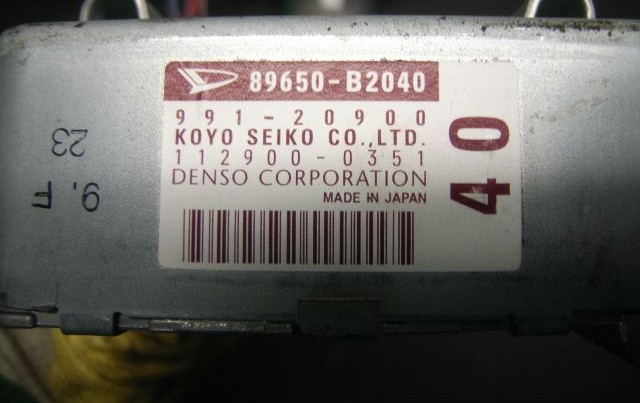 89650-B2040
991-20900
KOYO SEIKO CO.,LTD.
112900-0351
DENSO CORPORATION
MADE IN JAPAN
40
23
9.